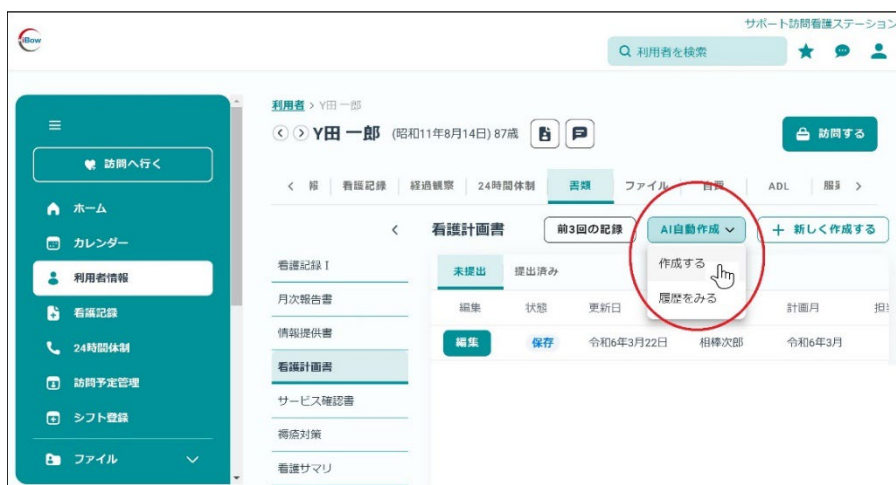 サポート訪問看護ステーション
iBow
利用者を検索
利用者 > Y田 一郎
Y田 一郎 (昭和11年8月14日) 87歳
訪問する
訪問へ行く
報 看護記録 経過観察 24時間体制 書類 ファイル 自費 ADL
ホーム
看護計画書 前3回の記録 AI自動作成 + 新しく作成する
カレンダー
看護記録Ⅰ 未提出 提出済み 作成する
利用者情報
月次報告書 編集 状態 更新日 履歴をみる 計画月
看護記録
情報提供書 編集 保存 令和6年3月22日 相棒次郎 令和6年3月
24時間体制
看護計画書
訪問予定管理
サービス確認書
シフト登録
褥瘡対策
ファイル
看護サマリ